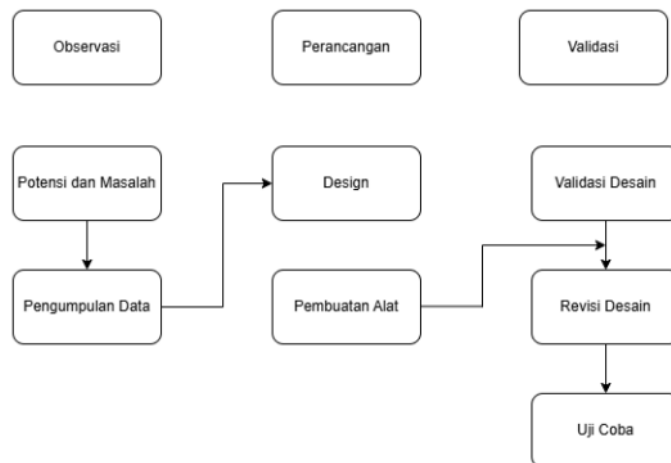 Observasi
Perancangan
Validasi
Potensi dan Masalah
Design
Validasi Desain
Pengumpulan Data
Pembuatan Alat
Revisi Desain
Uji Coba